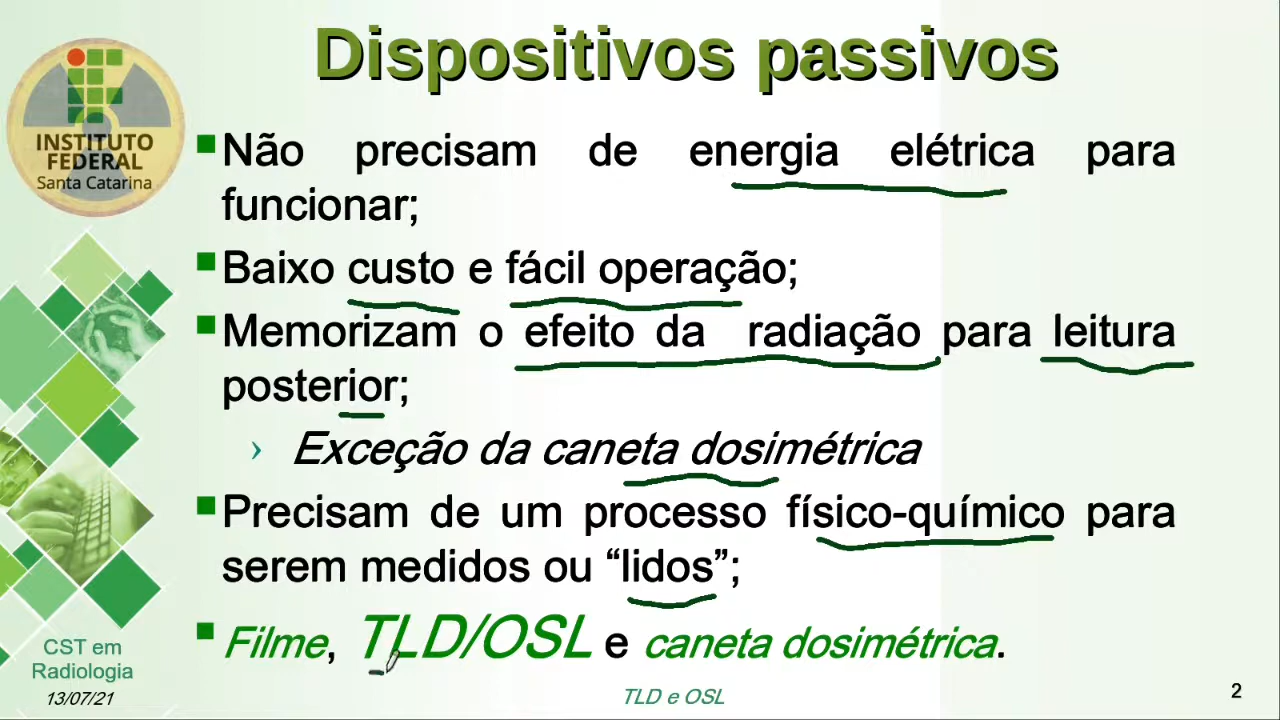 Dispositivos passivos
INSTITUTO
FEDERAL
Santa Catarina
Não precisam de energia elétrica para
funcionar;
Baixo custo e fácil operação;
Memorizam o efeito da radiação para leitura
posterior;
› Exceção da caneta dosimétrica
Precisam de um processo físico-químico para
serem medidos ou “lidos”;
Filme, TLD/OSL e caneta dosimétrica.
CST em
Radiologia
13/07/21
TLD e OSL
2